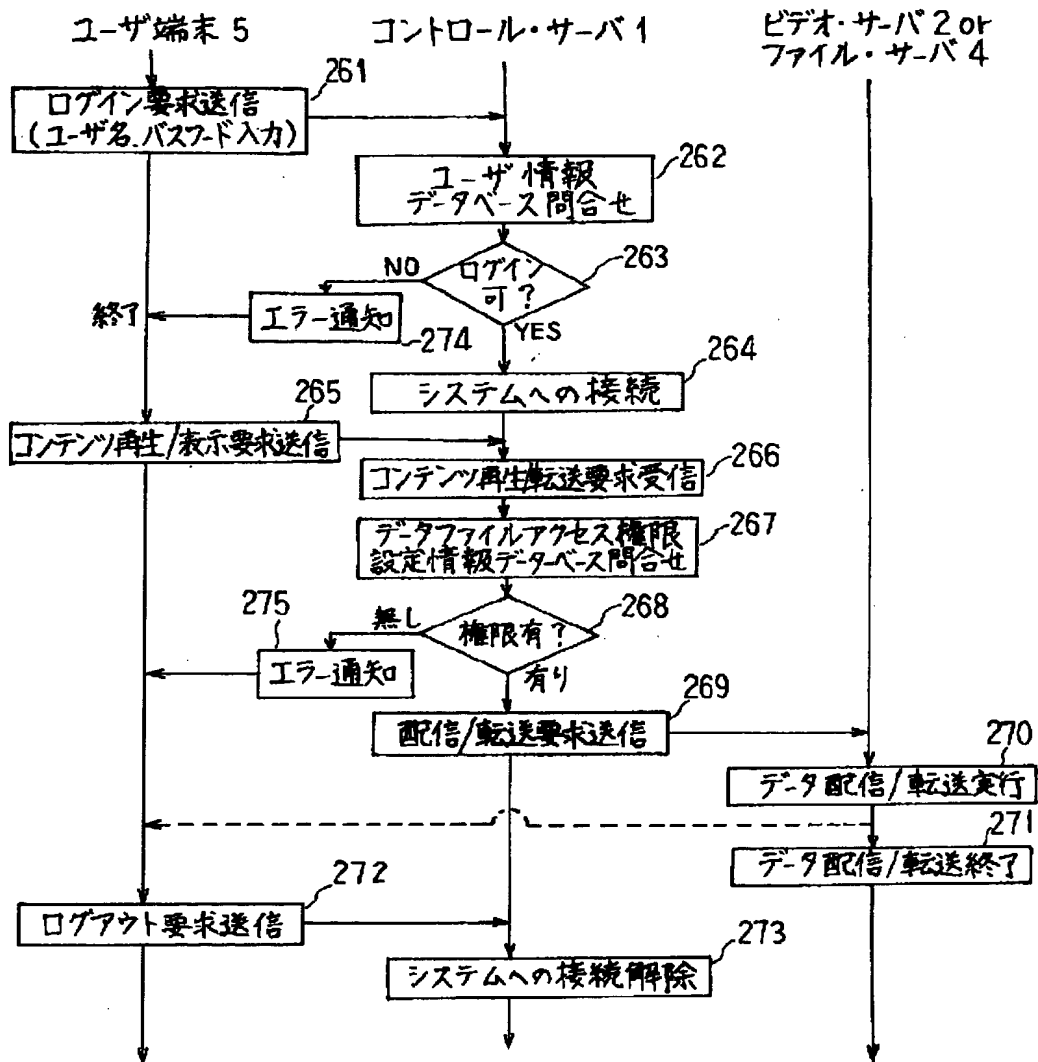 ユーザ端末 5
コントロール・サーバ 1
ビデオ・サーバ 2 or
ファイル・サーバ 4
261
ログイン要求送信
(ユーザ名、パスワード入力)
262
ユーザ情報
データベース問合せ
263
ログイン
可?
NO
YES
終了
エラー通知
274
264
システムへの接続
265
コンテンツ再生/表示要求送信
266
コンテンツ再生/転送要求受信
267
データファイルアクセス権限
設定情報データーベース問合せ
268
権限有?
無し
有り
275
エラー通知
269
配信/転送要求送信
270
データ配信/転送実行
271
データ配信/転送終了
272
ログアウト要求送信
273
システムへの接続解除